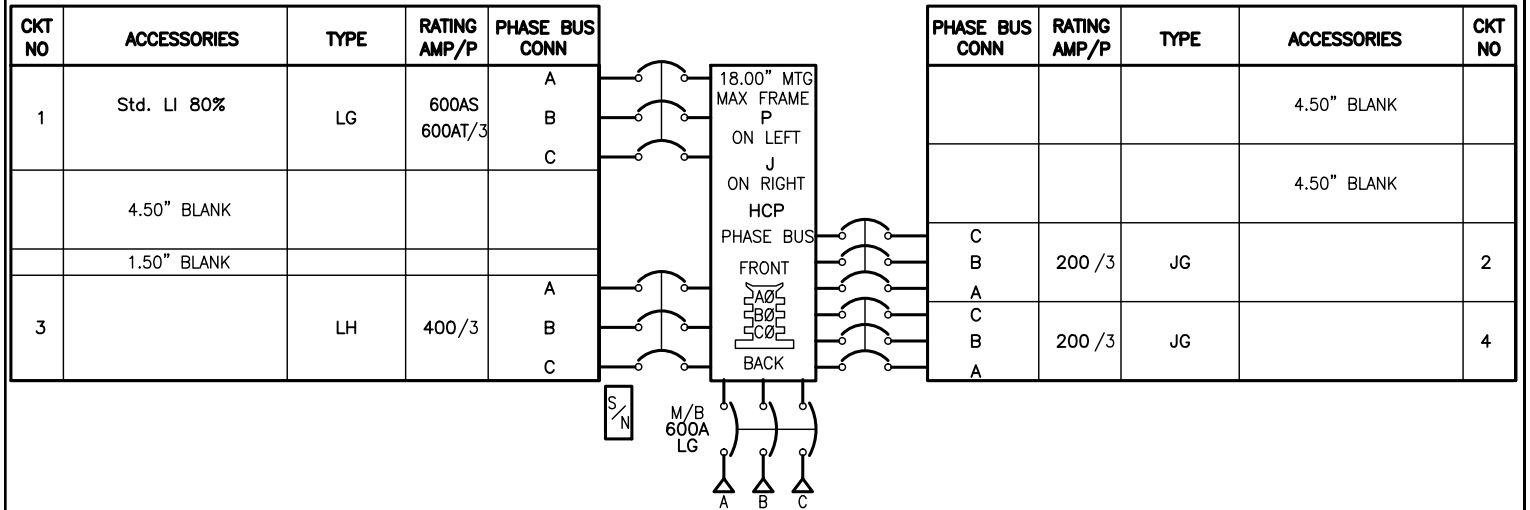 CKT NO ACCESSORIES TYPE RATING AMP/P PHASE BUS CONN
1 Std. LI 80% LG 600AS 600AT/3 A B C
4.50" BLANK
1.50" BLANK
3 LH 400/3 A B C
18.00" MTG
MAX FRAME
P
ON LEFT
J
ON RIGHT
HCP
PHASE BUS
FRONT
AØ
BØ
CØ
BACK
PHASE BUS CONN RATING AMP/P TYPE ACCESSORIES CKT NO
4.50" BLANK
4.50" BLANK
C B A 200 /3 JG 2
C B A 200 /3 JG 4
S/N
M/B
600A
LG
A B C